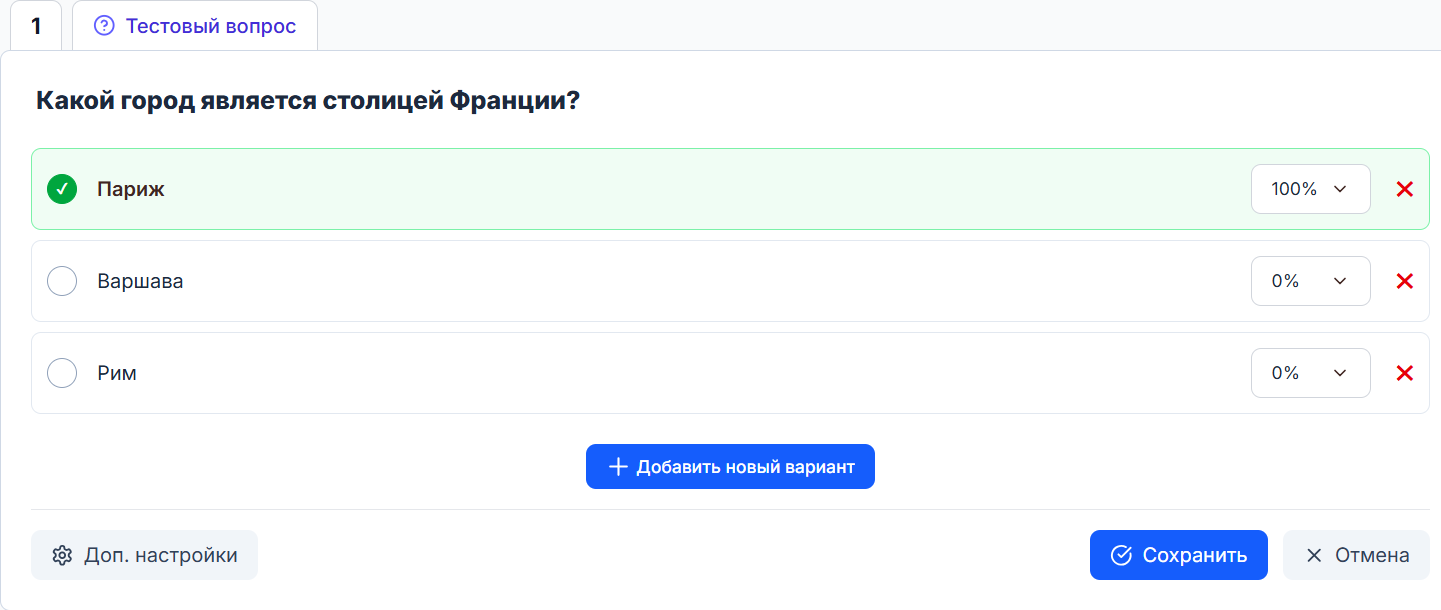 1
Тестовый вопрос
Какой город является столицей Франции?
Париж 100%
Варшава 0%
Рим 0%
Добавить новый вариант
Доп. настройки Сохранить Отмена